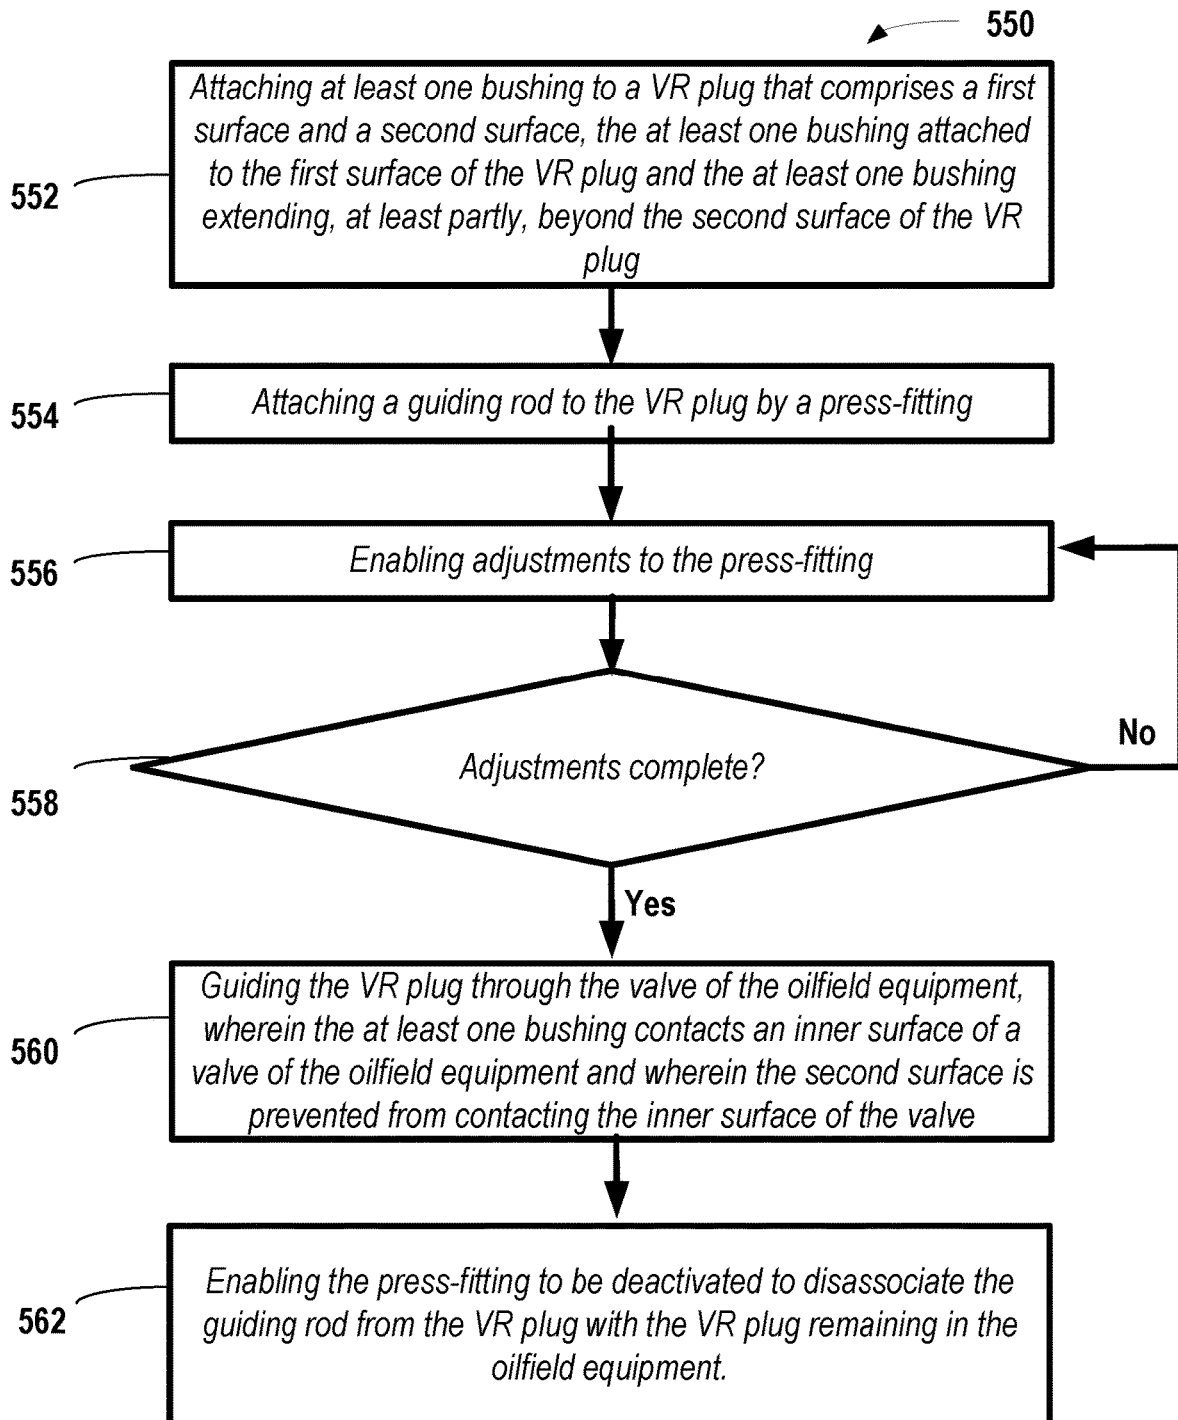 550
Attaching at least one bushing to a VR plug that comprises a first
surface and a second surface, the at least one bushing attached
to the first surface of the VR plug and the at least one bushing
extending, at least partly, beyond the second surface of the VR
plug
552
Attaching a guiding rod to the VR plug by a press-fitting
554
Enabling adjustments to the press-fitting
556
Adjustments complete?
No
558
Yes
Guiding the VR plug through the valve of the oilfield equipment,
wherein the at least one bushing contacts an inner surface of a
valve of the oilfield equipment and wherein the second surface is
prevented from contacting the inner surface of the valve
560
Enabling the press-fitting to be deactivated to disassociate the
guiding rod from the VR plug with the VR plug remaining in the
oilfield equipment.
562